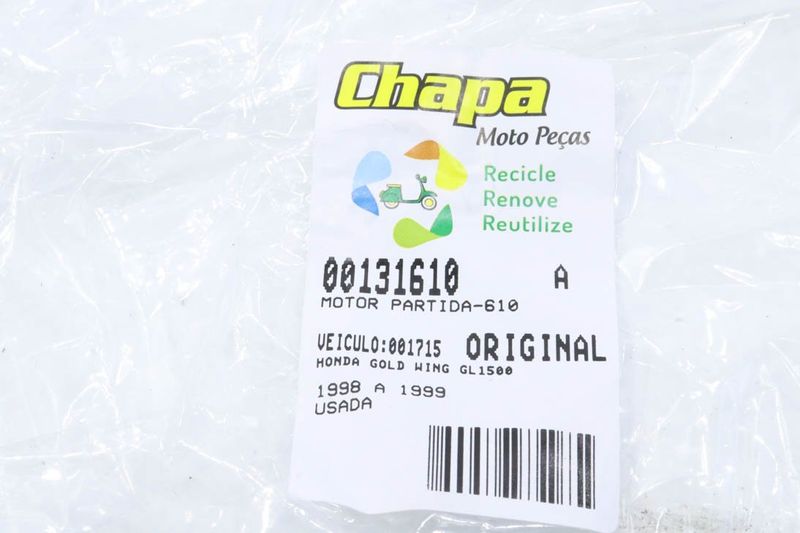 Chapa
Moto Peças
Recicle
Renove
Reutilize
00131610 A
MOTOR PARTIDA-610
VEICULO:001715 ORIGINAL
HONDA GOLD WING GL1500
1998 A 1999
USADA